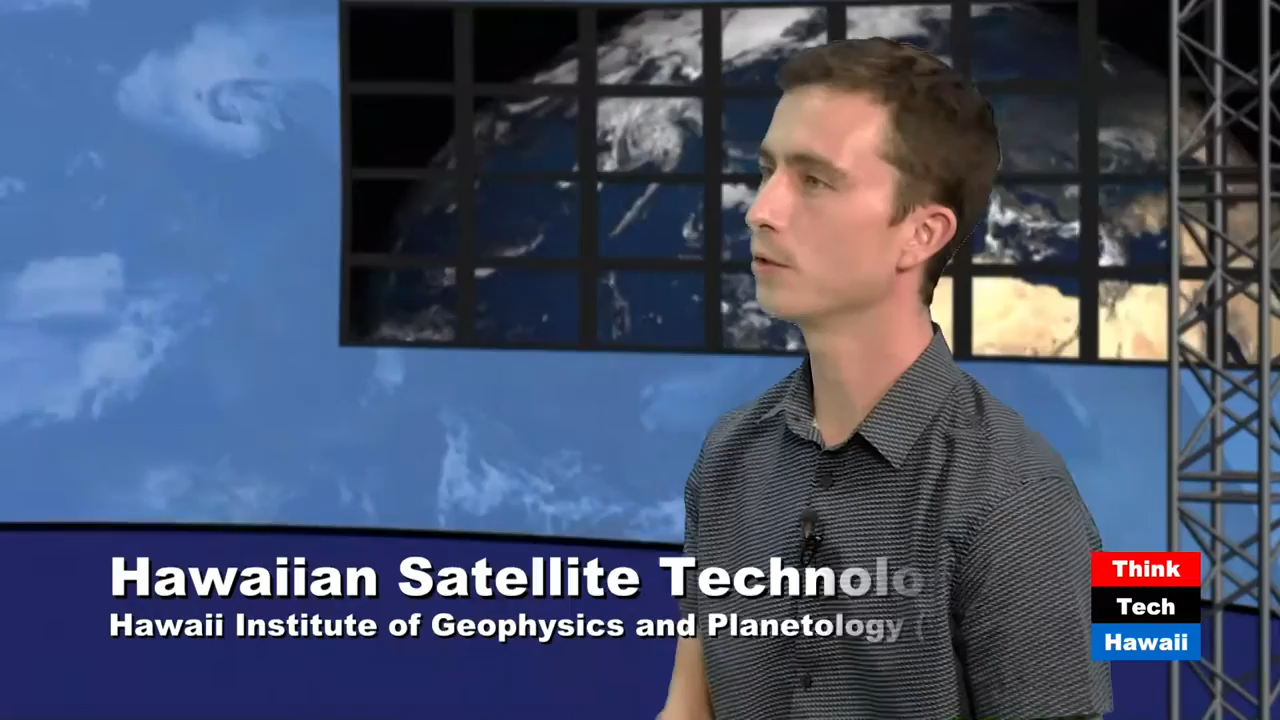 Hawaiian Satellite Technolo
Hawaii Institute of Geophysics and Planetology (
Think
Tech
Hawaii